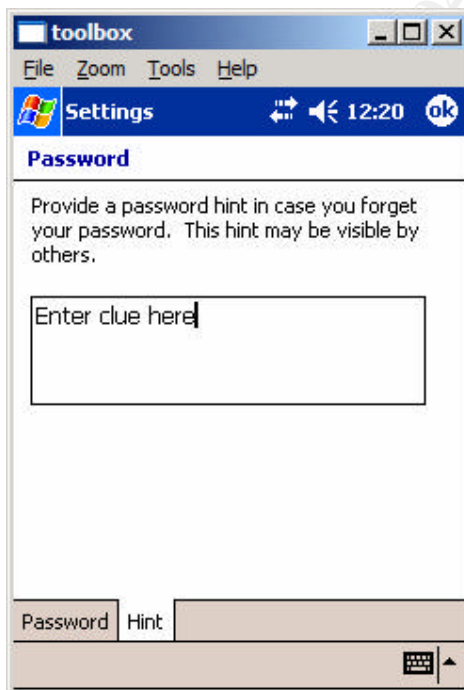 toolbox
File Zoom Tools Help
Settings 12:20 ok
Password
Provide a password hint in case you forget
your password. This hint may be visible by
others.
Enter clue here
Password Hint